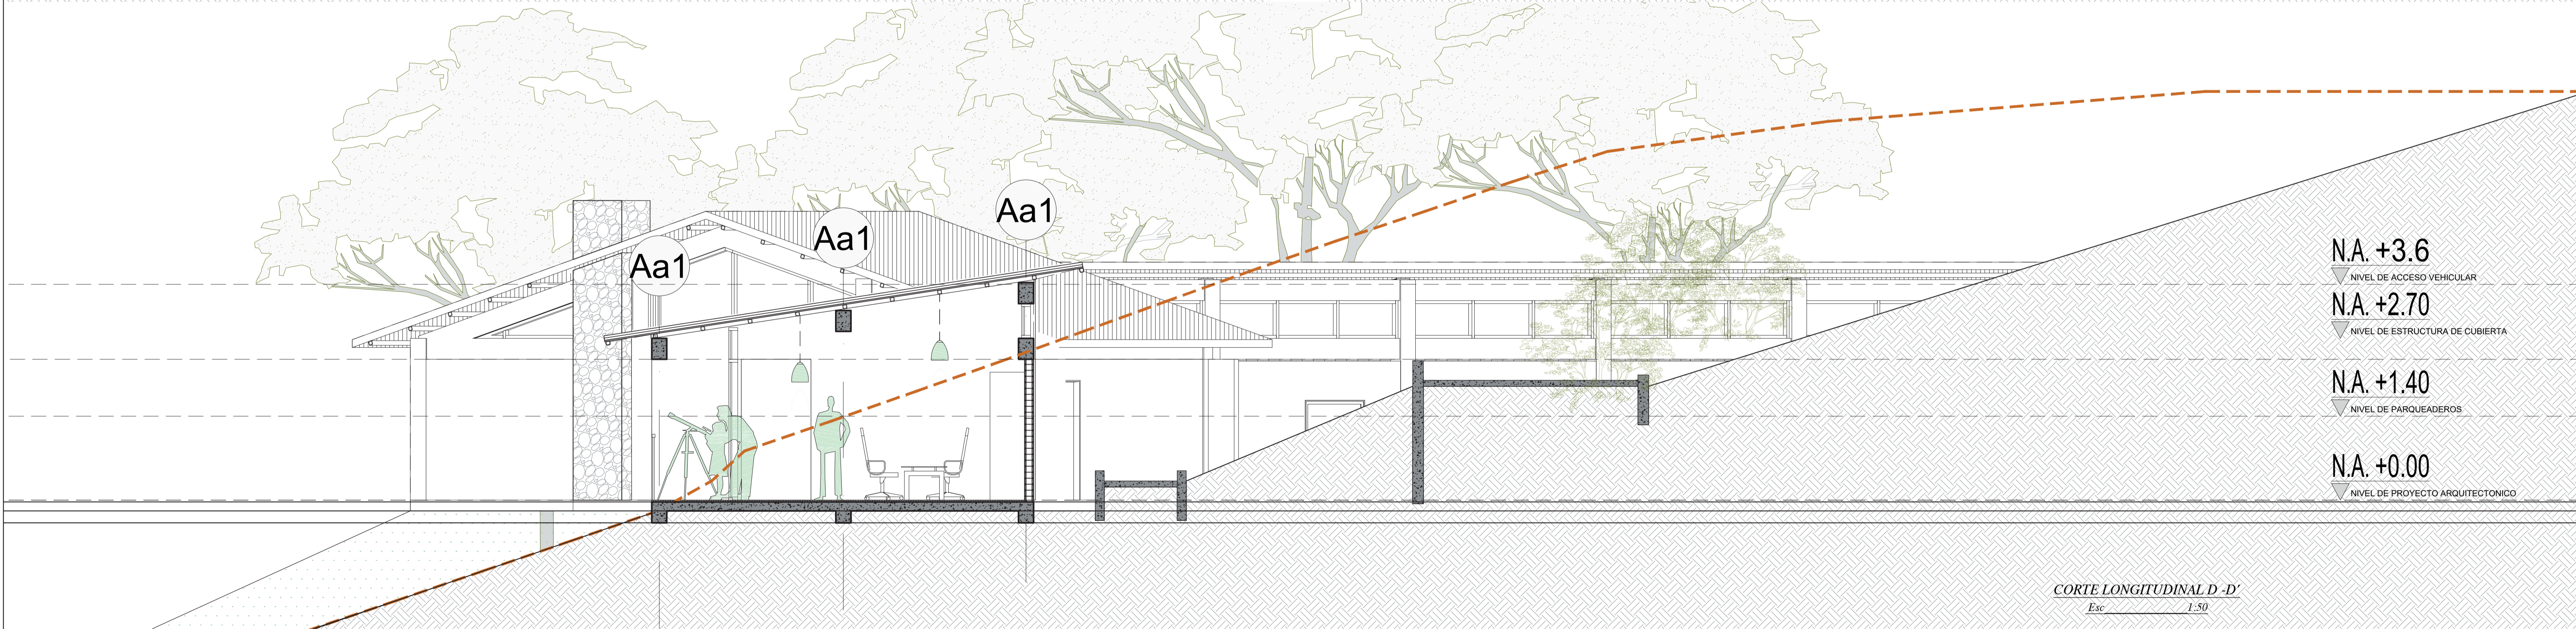 Aa1
Aa1
Aa1
N.A. +3.6
NIVEL DE ACCESO VEHICULAR
N.A. +2.70
NIVEL DE ESTRUCTURA DE CUBIERTA
N.A. +1.40
NIVEL DE PARQUEADEROS
N.A. +0.00
NIVEL DE PROYECTO ARQUITECTONICO
CORTE LONGITUDINAL D -D'
Esc 1:50